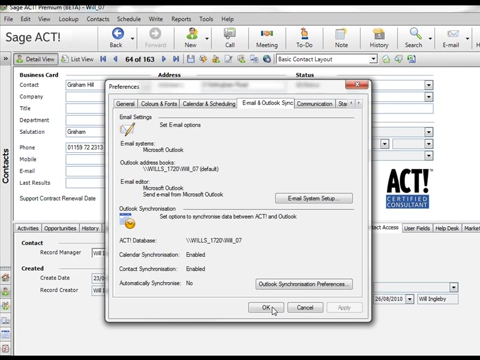 Sage ACT! Premium (BETA) - Will_07
File Edit View Lookup Contacts Schedule Write Reports Tools Help
Sage ACT!
Back Forward New Call Meeting To-Do Note History Search E-mail
Detail View List View 64 of 163 Basic Contact Layout
Business Card Address Status
Contact Graham Hill
Company
Title
Department
Salutation Graham
Phone 01159 72 2313
Mobile
E-mail
Last Results
Support Contract Renewal Date
Contacts
ACT!
CERTIFIED
CONSULTANT
Activities Opportunities History Contact Access User Fields Help Desk Market
Contact
Record Manager Will In
Created
Create Date 23/0
Record Creator Will In
26/08/2010 Will Ingleby
Preferences
General Colours & Fonts Calendar & Scheduling E-mail & Outlook Sync Communication Sta
Email Settings
Set E-mail options
E-mail systems:
Microsoft Outlook
Outlook address books:
\\WILLS_1720\Will_07 (default)
E-mail editor:
Microsoft Outlook
Send e-mail from Microsoft Outlook
E-mail System Setup...
Outlook Synchronisation
Set options to synchronise data between ACT! and Outlook
ACT! Database: \\WILLS_1720\Will_07
Calendar Synchronisation: Enabled
Contact Synchronisation: Enabled
Automatically Synchronise: No
Outlook Synchronisation Preferences...
OK Cancel Apply